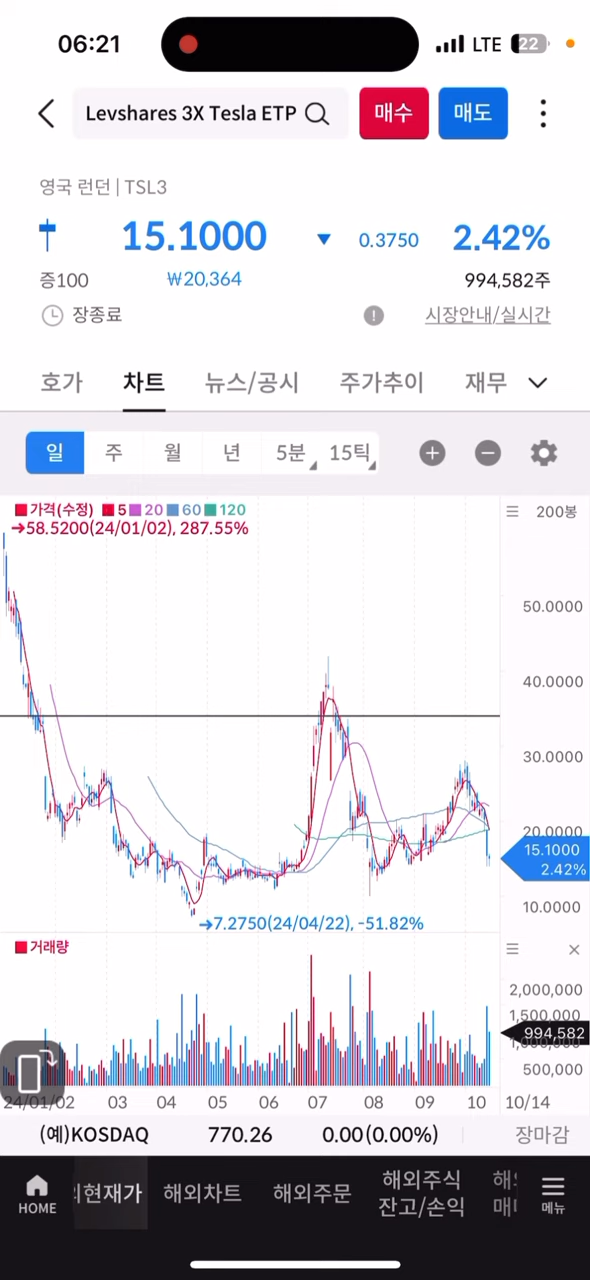 06:21 LTE 22
Levshares 3X Tesla ETP 매수 매도
영국 런던 | TSL3
15.1000 ▼ 0.3750 2.42%
증100 ₩20,364 994,582주
장종료 시장안내/실시간
호가 차트 뉴스/공시 주가추이 재무
일 주 월 년 5분 15틱
가격(수정) 5 20 60 120 200봉
→58.5200(24/01/02), 287.55%
50.0000
40.0000
30.0000
20.0000
15.1000
2.42%
10.0000
→7.2750(24/04/22), -51.82%
거래량
2,000,000
1,500,000
994,582
1,000,000
500,000
24/01/02 03 04 05 06 07 08 09 10 10/14
(예)KOSDAQ 770.26 0.00(0.00%) 장마감
HOME 현재가 해외차트 해외주문 해외주식 잔고/손익 메뉴